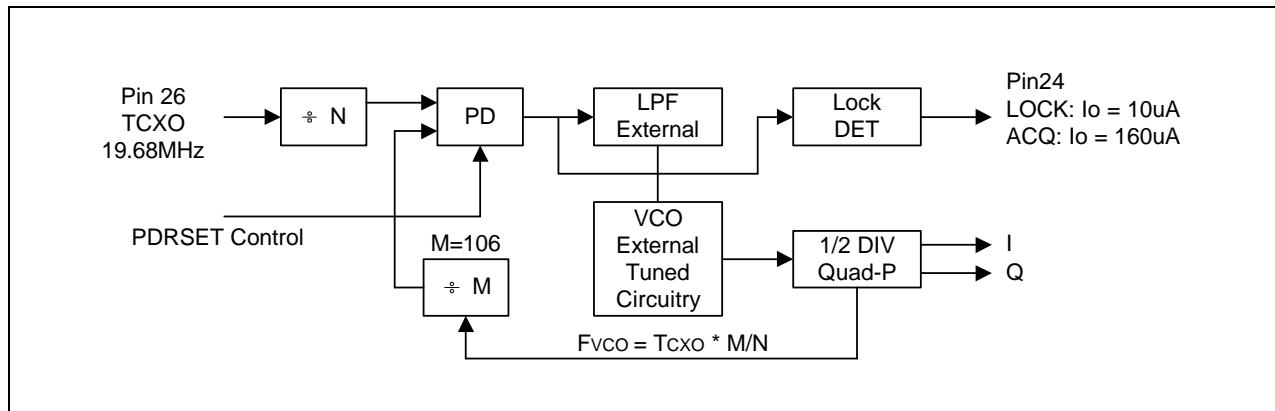 Pin 26
TCXO
19.68MHz
÷ N
PD
LPF
External
Lock
DET
Pin24
LOCK: Io = 10uA
ACQ: Io = 160uA
PDRSET Control
M=106
÷ M
VCO
External
Tuned
Circuitry
1/2 DIV
Quad-P
I
Q
FVCO = TCXO * M/N